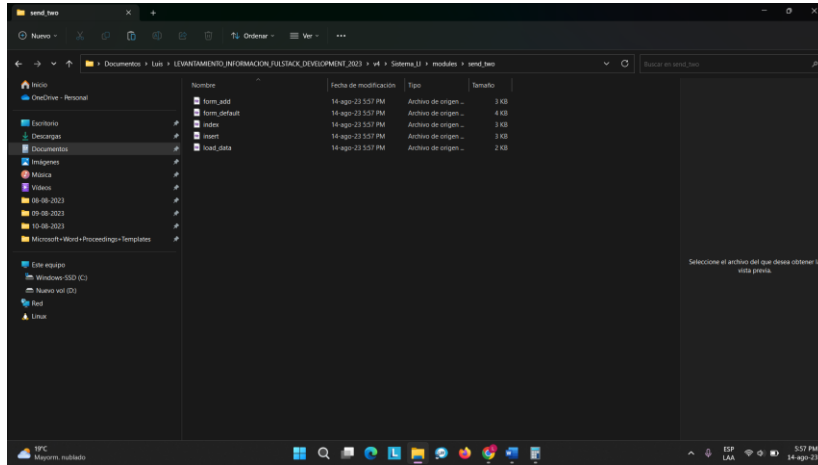 send_two
Nuevo
Ordenar
Ver
Documentos > Luis > LEVANTAMIENTO_INFORMACION_FULSTACK_DEVELOPMENT_2023 > v4 > Sistema_IJ > modules > send_two
Buscar en send_two
Inicio
OneDrive - Personal
Escritorio
Descargas
Documentos
Imágenes
Música
Vídeos
08-08-2023
09-08-2023
10-08-2023
Microsoft+Word+Proceedings+Templates
Este equipo
Windows-SSD (C:)
Nuevo vol (D:)
Red
Linux
Nombre Fecha de modificación Tipo Tamaño
form_add 14-ago-23 5:57 PM Archivo de origen ... 3 KB
form_default 14-ago-23 5:57 PM Archivo de origen ... 4 KB
index 14-ago-23 5:57 PM Archivo de origen ... 3 KB
insert 14-ago-23 5:57 PM Archivo de origen ... 3 KB
load_data 14-ago-23 5:57 PM Archivo de origen ... 2 KB
Seleccione el archivo del que desea obtener l
vista previa.
19°C
Mayorm. nublado
ESP
LAA
5:57 PM
14-ago-23